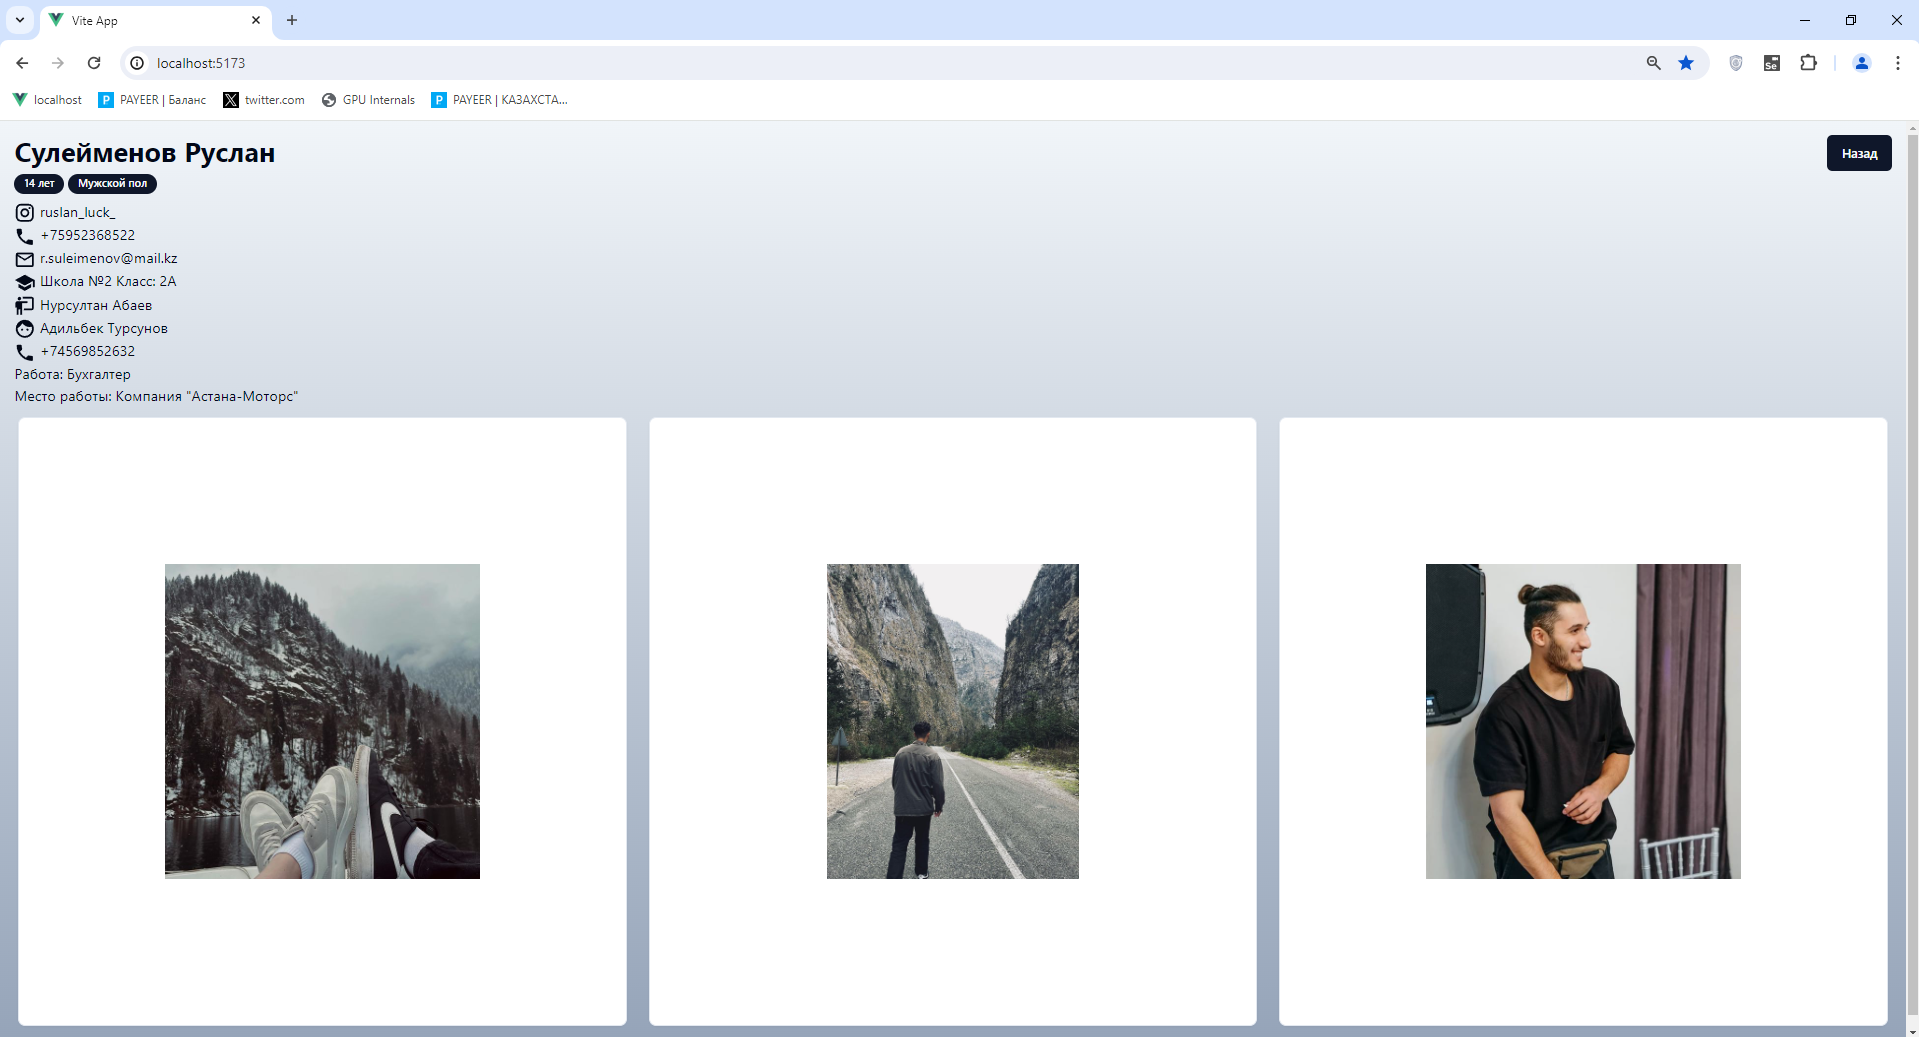 Vite App
localhost:5173
localhost
PAYEER | Баланс
twitter.com
GPU Internals
PAYEER | КАЗАХСТА...
Сулейменов Руслан
Назад
14 лет
Мужской пол
ruslan_luck_
+75952368522
r.suleimenov@mail.kz
Школа №2 Класс: 2А
Нурсултан Абаев
Адильбек Турсунов
+74569852632
Работа: Бухгалтер
Место работы: Компания "Астана-Моторс"